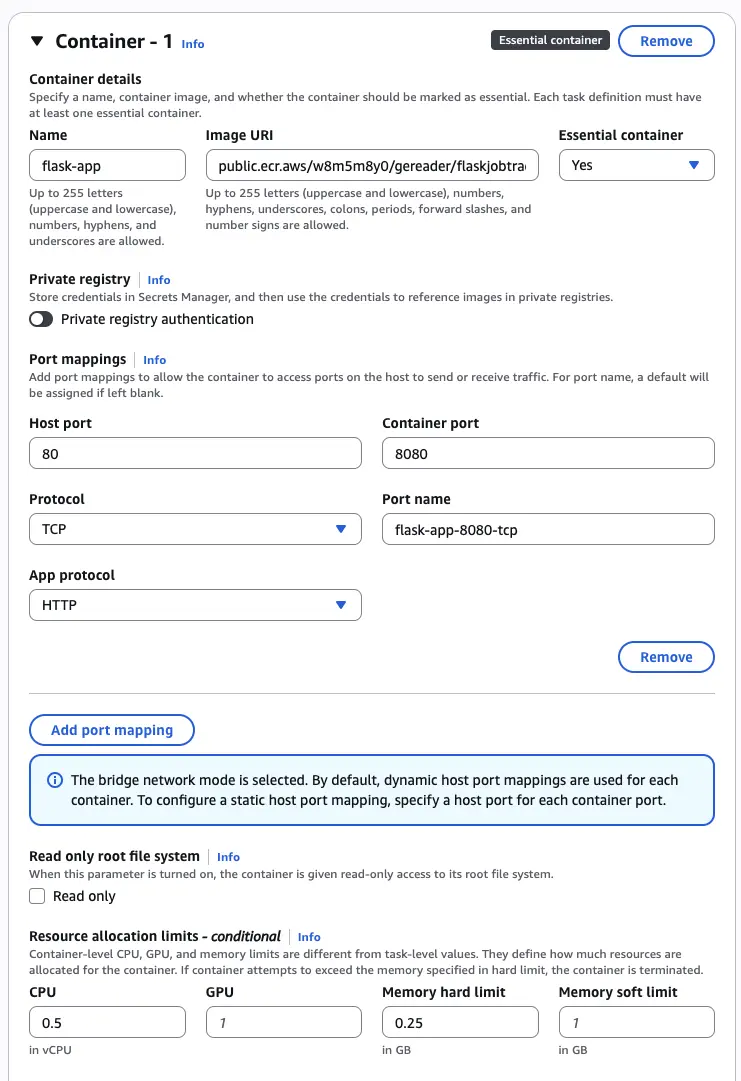 Container - 1 Info
Essential container
Remove
Container details
Specify a name, container image, and whether the container should be marked as essential. Each task definition must have
at least one essential container.
Name
Image URI
Essential container
flask-app
public.ecr.aws/w8m5m8y0/gereader/flaskjobtra
Yes
Up to 255 letters
(uppercase and lowercase),
numbers, hyphens, and
underscores are allowed.
Up to 255 letters (uppercase and lowercase), numbers,
hyphens, underscores, colons, periods, forward slashes, and
number signs are allowed.
Private registry
Info
Store credentials in Secrets Manager, and then use the credentials to reference images in private registries.
Private registry authentication
Port mappings
Info
Add port mappings to allow the container to access ports on the host to send or receive traffic. For port name, a default will
be assigned if left blank.
Host port
Container port
80
8080
Protocol
Port name
TCP
flask-app-8080-tcp
App protocol
HTTP
Remove
Add port mapping
The bridge network mode is selected. By default, dynamic host port mappings are used for each
container. To configure a static host port mapping, specify a host port for each container port.
Read only root file system
Info
When this parameter is turned on, the container is given read-only access to its root file system.
Read only
Resource allocation limits - conditional
Info
Container-level CPU, GPU, and memory limits are different from task-level values. They define how much resources are
allocated for the container. If container attempts to exceed the memory specified in hard limit, the container is terminated.
CPU
GPU
Memory hard limit
Memory soft limit
0.5
1
0.25
1
in vCPU
in GB
in GB